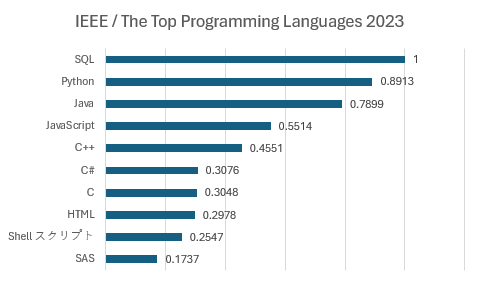 IEEE / The Top Programming Languages 2023
SQL 1
Python 0.8913
Java 0.7899
JavaScript 0.5514
C++ 0.4551
C# 0.3076
C 0.3048
HTML 0.2978
Shell スクリプト 0.2547
SAS 0.1737